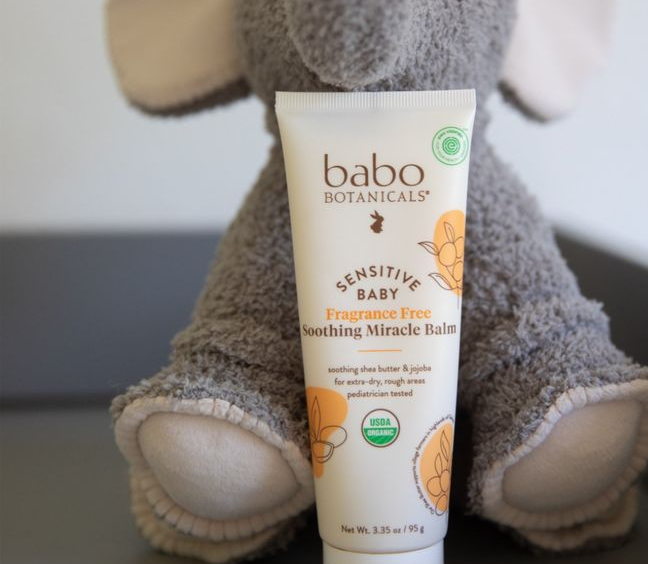 babo
BOTANICALS®
SENSITIVE
BABY
Fragrance Free
Soothing Miracle Balm
soothing shea butter & jojoba
for extra-dry, rough areas
pediatrician tested
USDA
ORGANIC
Net Wt. 3.35 oz / 95 g